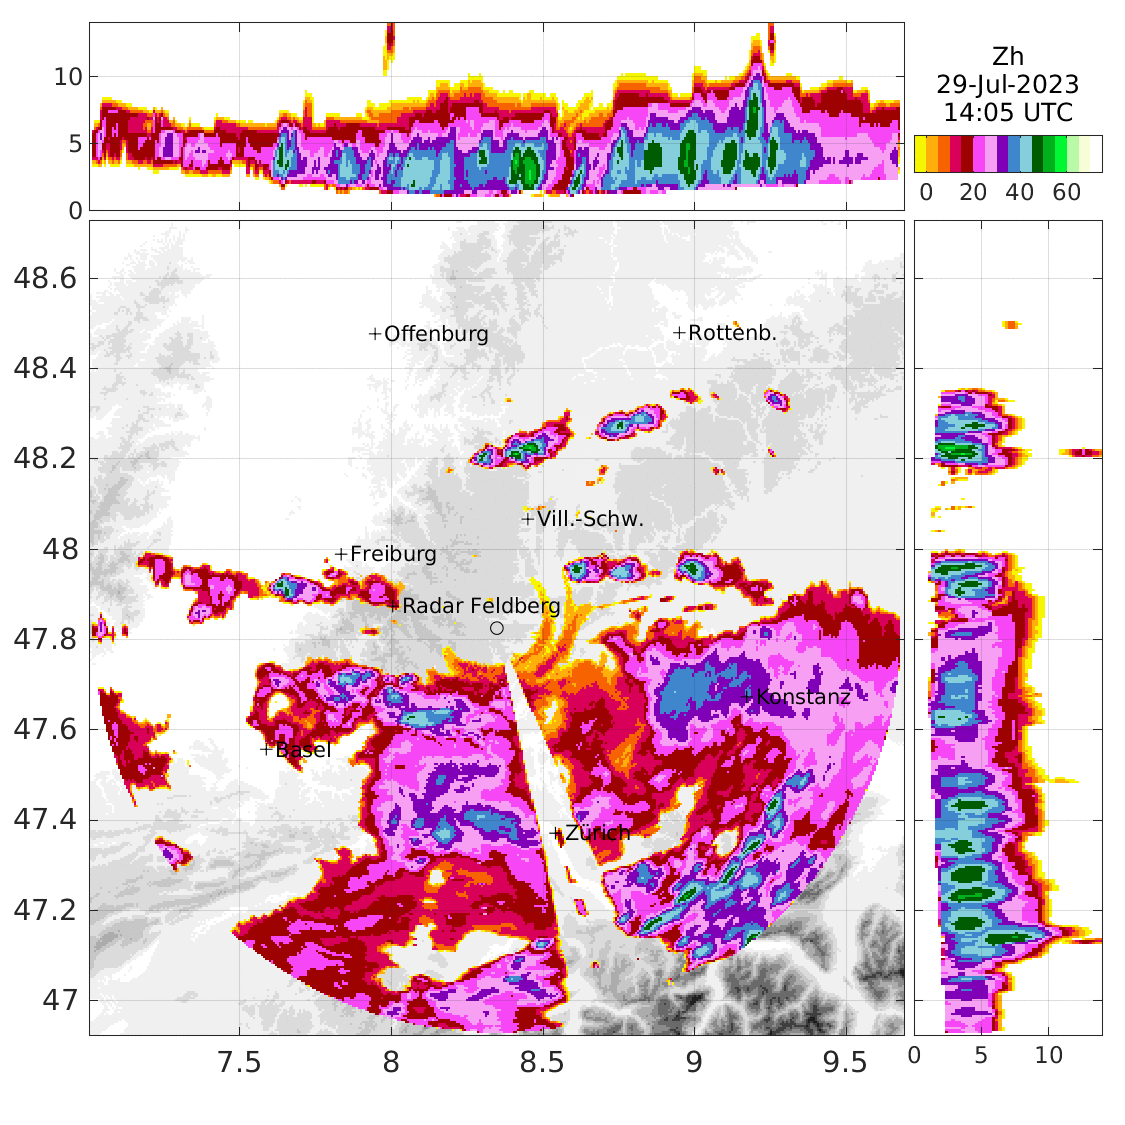 Zh
29-Jul-2023
14:05 UTC
0 20 40 60
10
5
0
48.6
48.4
48.2
48
47.8
47.6
47.4
47.2
47
Offenburg
Rottenb.
Vill.-Schw.
Freiburg
Radar Feldberg
Konstanz
Basel
Zürich
7.5 8 8.5 9 9.5
0 5 10